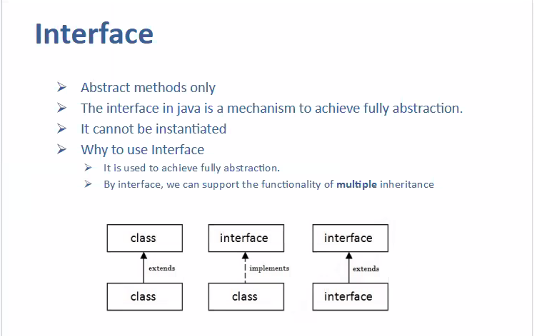 Interface
Abstract methods only
The interface in java is a mechanism to achieve fully abstraction.
It cannot be instantiated
Why to use Interface
It is used to achieve fully abstraction.
By interface, we can support the functionality of multiple inheritance
class interface interface
extends implements extends
class class interface